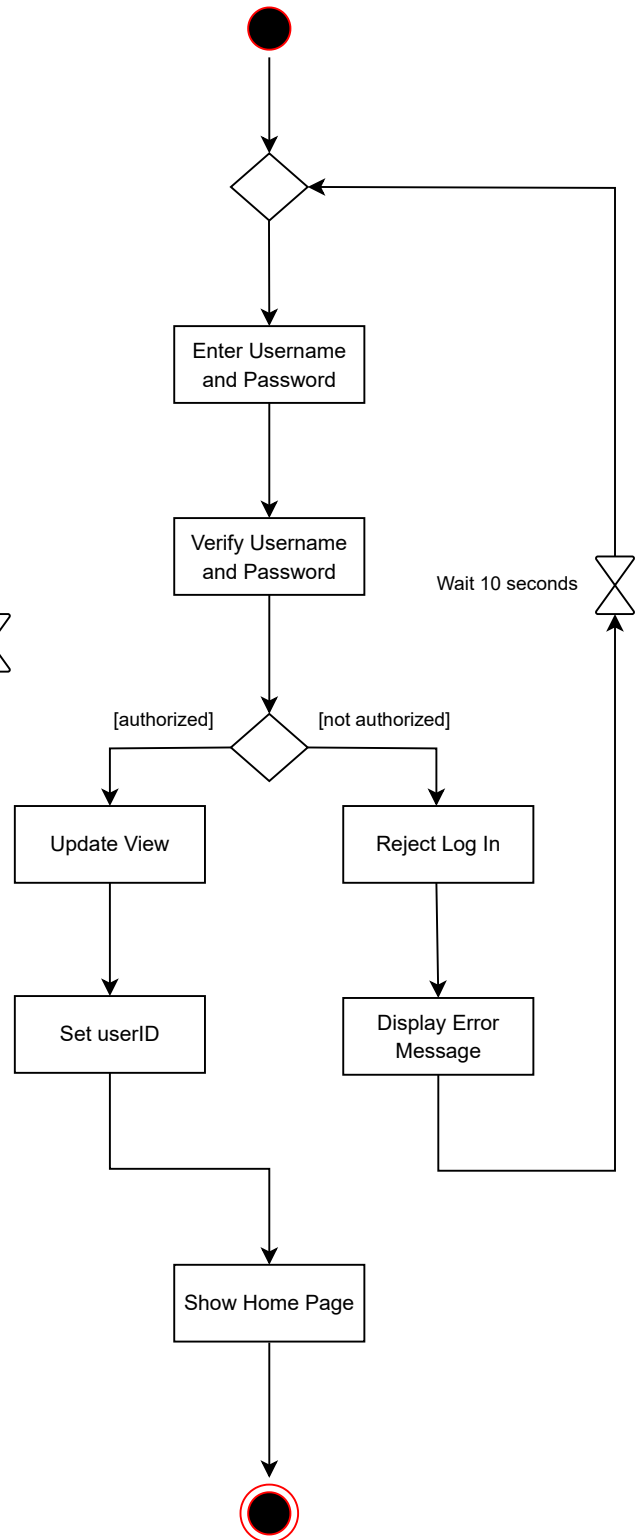 Enter Username
and Password
Verify Username
and Password
Wait 10 seconds
[authorized]
[not authorized]
Update View
Reject Log In
Set userID
Display Error
Message
Show Home Page